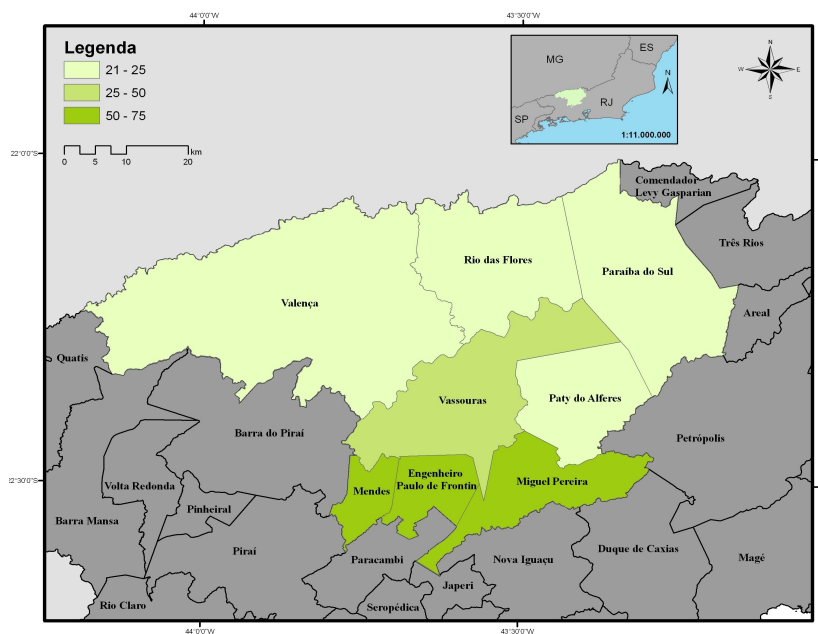 44°0'0"W
43°30'0"W
Legenda
21 - 25
25 - 50
50 - 75
0 5 10 20 km
MG
ES
RJ
SP
N
1:11.000.000
N
W E
S
22°0'0"S
Comendador
Levy Gasparian
Três Rios
Rio das Flores
Paraíba do Sul
Valença
Areal
Quatis
Vassouras
Paty do Alferes
Barra do Piraí
Petrópolis
22°30'0"S
Volta Redonda
Mendes
Engenheiro
Paulo de Frontin
Miguel Pereira
Pinheiral
Barra Mansa
Piraí
Paracambi
Nova Iguaçu
Duque de Caxias
Magé
Japeri
Rio Claro
Seropédica
44°0'0"W
43°30'0"W